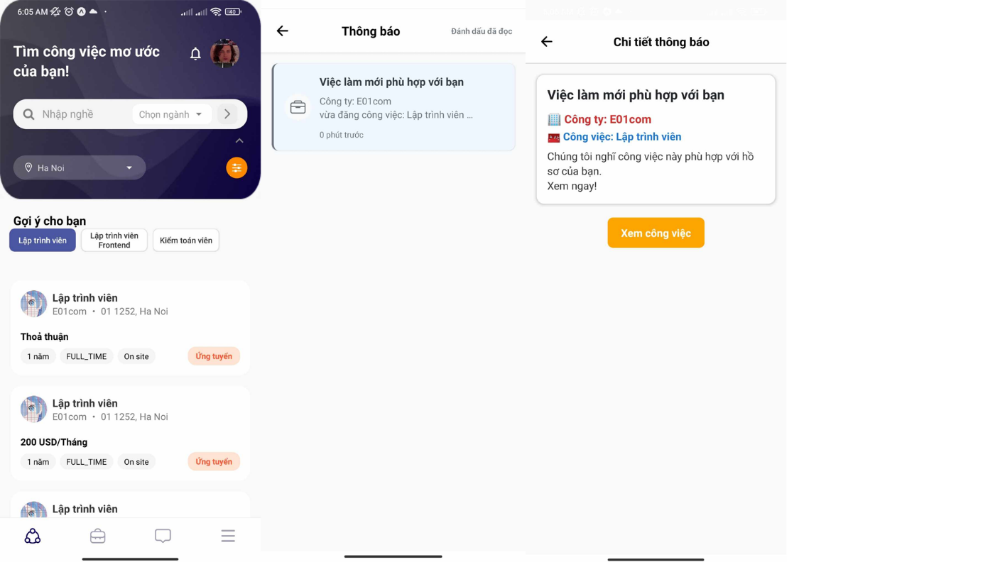 6:05 AM
40
Tìm công việc mơ ước
của bạn!
Nhập nghề
Chọn ngành
Ha Noi
Gợi ý cho bạn
Lập trình viên
Lập trình viên
Frontend
Kiểm toán viên
Lập trình viên
E01com • 01 1252, Ha Noi
Thoả thuận
1 năm
FULL_TIME
On site
Ứng tuyển
Lập trình viên
E01com • 01 1252, Ha Noi
200 USD/Tháng
1 năm
FULL_TIME
On site
Ứng tuyển
Lập trình viên
Thông báo
Đánh dấu đã đọc
Việc làm mới phù hợp với bạn
Công ty: E01com
vừa đăng công việc: Lập trình viên ...
0 phút trước
Chi tiết thông báo
Việc làm mới phù hợp với bạn
Công ty: E01com
Công việc: Lập trình viên
Chúng tôi nghĩ công việc này phù hợp với hồ
sơ của bạn.
Xem ngay!
Xem công việc